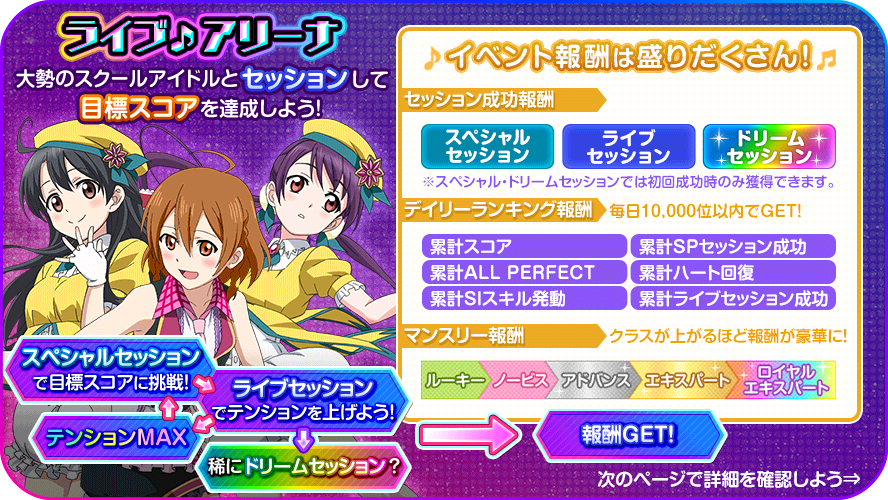 ライブ♪アリーナ
大勢のスクールアイドルとセッションして
目標スコアを達成しよう!
スペシャルセッション
で目標スコアに挑戦!
ライブセッション
でテンションを上げよう!
テンションMAX
稀にドリームセッション?
♪イベント報酬は盛りだくさん!♫
セッション成功報酬
スペシャル
セッション
ライブ
セッション
ドリーム
セッション
※スペシャル・ドリームセッションでは初回成功時のみ獲得できます。
デイリーランキング報酬 毎日10,000位以内でGET!
累計スコア 累計SPセッション成功
累計ALL PERFECT 累計ハート回復
累計SIスキル発動 累計ライブセッション成功
マンスリー報酬 クラスが上がるほど報酬が豪華に!
ルーキー ノービス アドバンス エキスパート ロイヤル
エキスパート
報酬GET!
次のページで詳細を確認しよう⇒